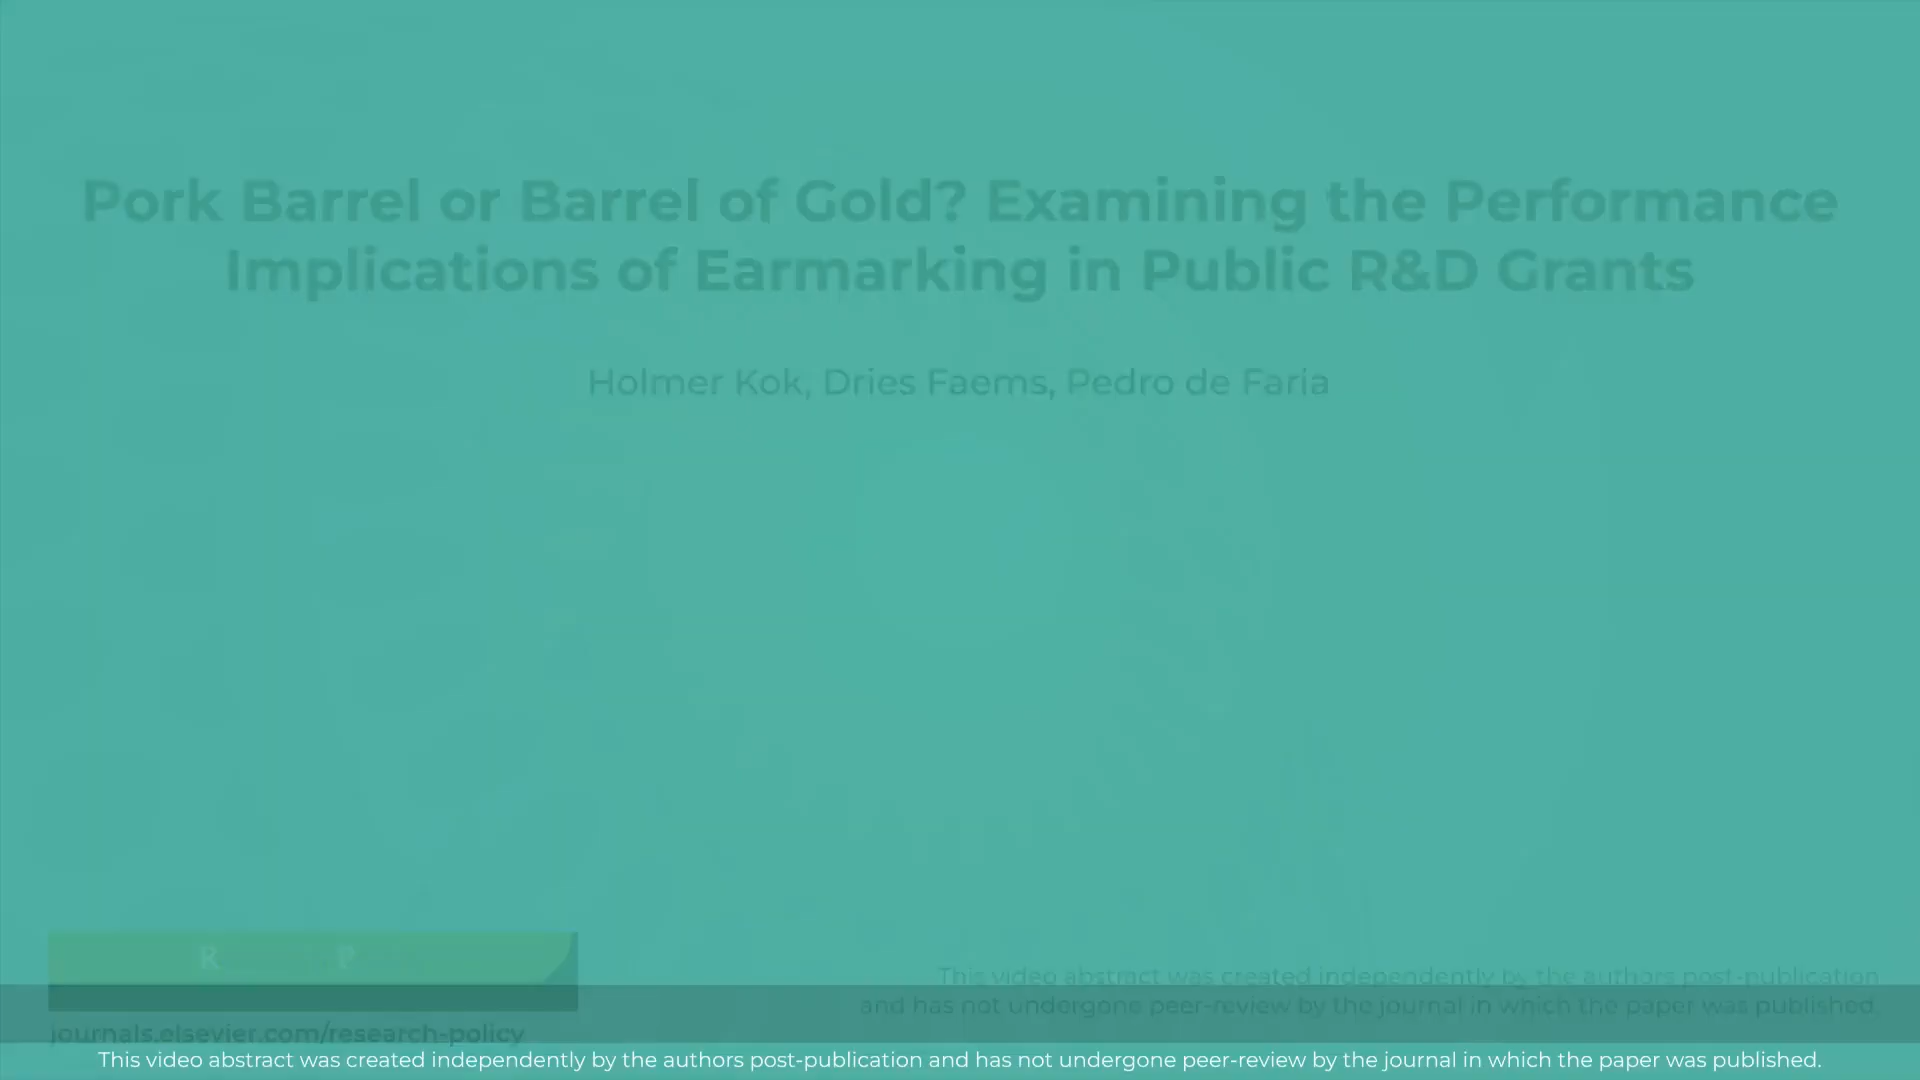 Pork Barrel or Barrel of Gold? Examining the Performance
Implications of Earmarking in Public R&D Grants
Holmer Kok, Dries Faems, Pedro de Faria
R P
This video abstract was created independently by the authors post-publication
and has not undergone peer-review by the journal in which the paper was published.
journals.elsevier.com/research-policy
This video abstract was created independently by the authors post-publication and has not undergone peer-review by the journal in which the paper was published.